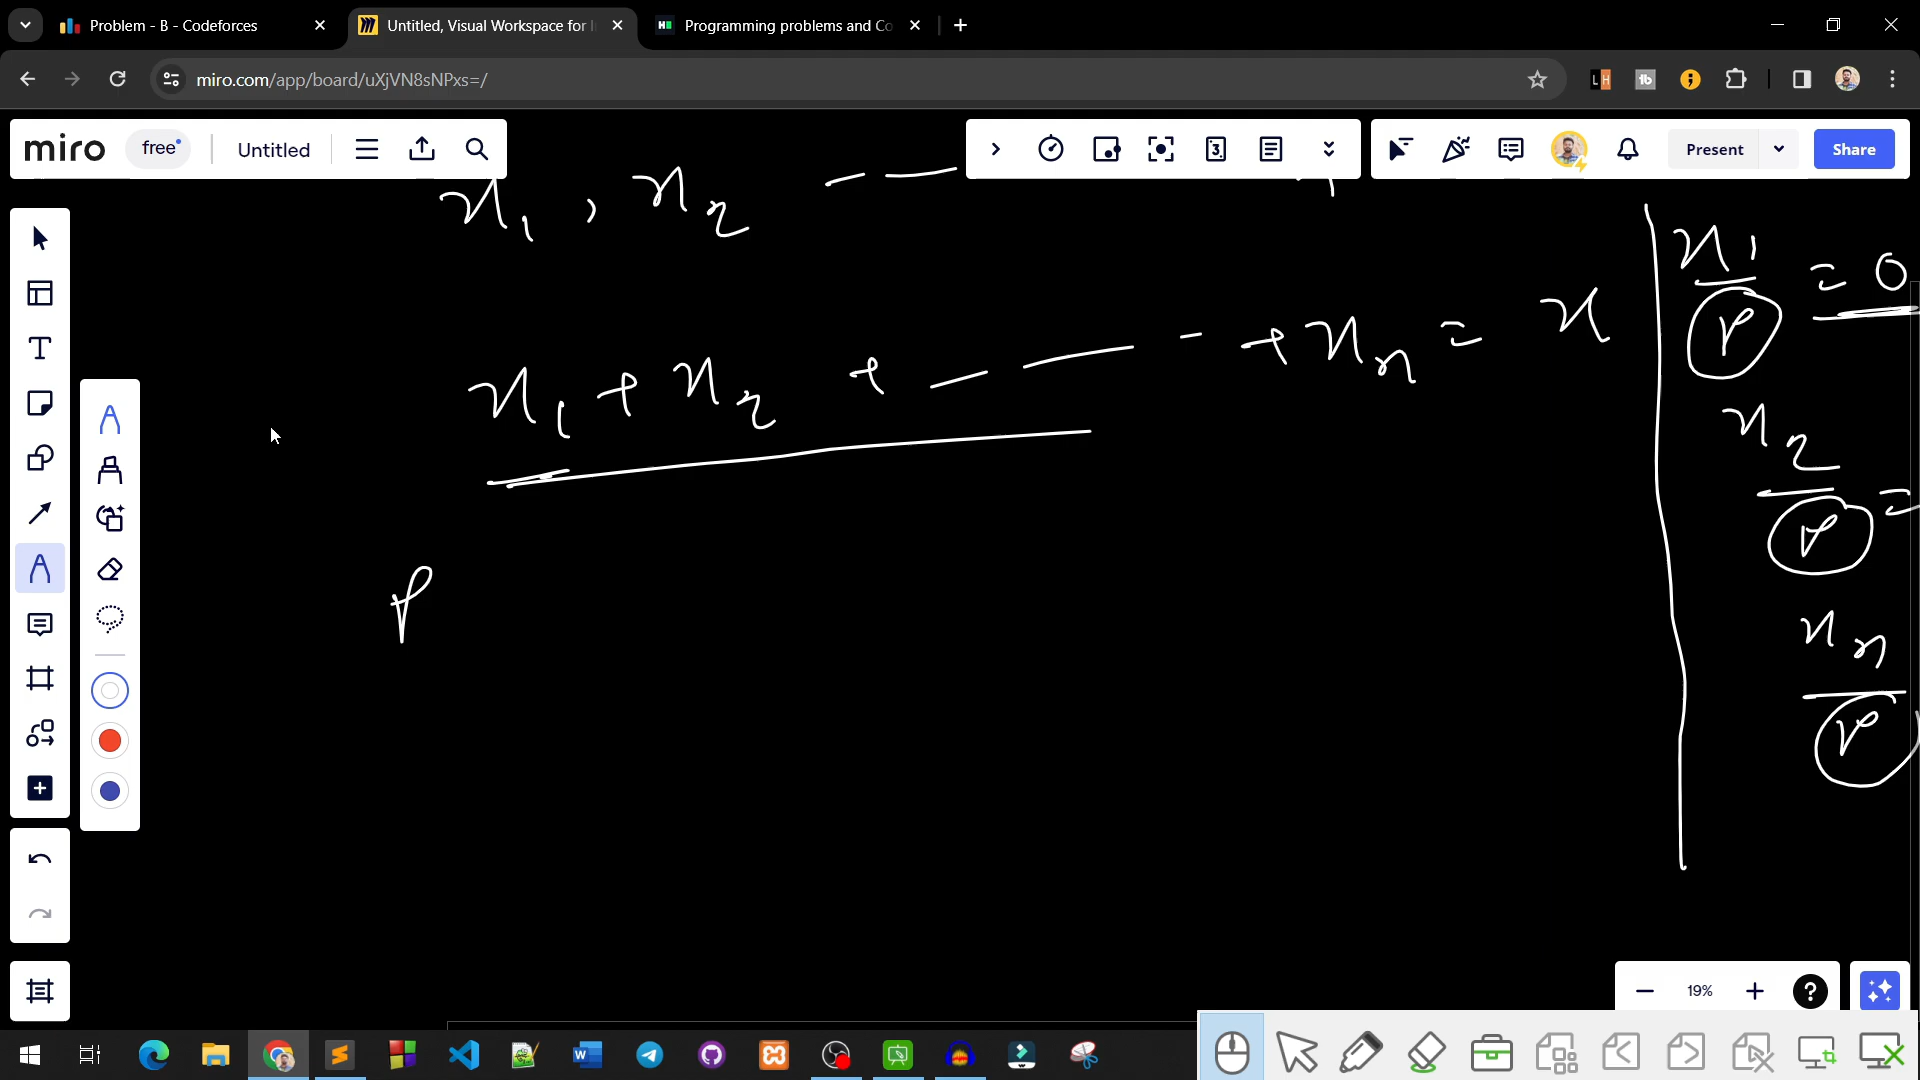 Problem - B - Codeforces
Untitled, Visual Workspace for I
Programming problems and Co
miro.com/app/board/uXjVN8sNPxs=/
miro free Untitled
Present Share
x₁ , x₂ - —
x₁ + x₂ + — — - + xₙ = x
P
x₁/P = 0
x₂/P =
xₙ/P
19%